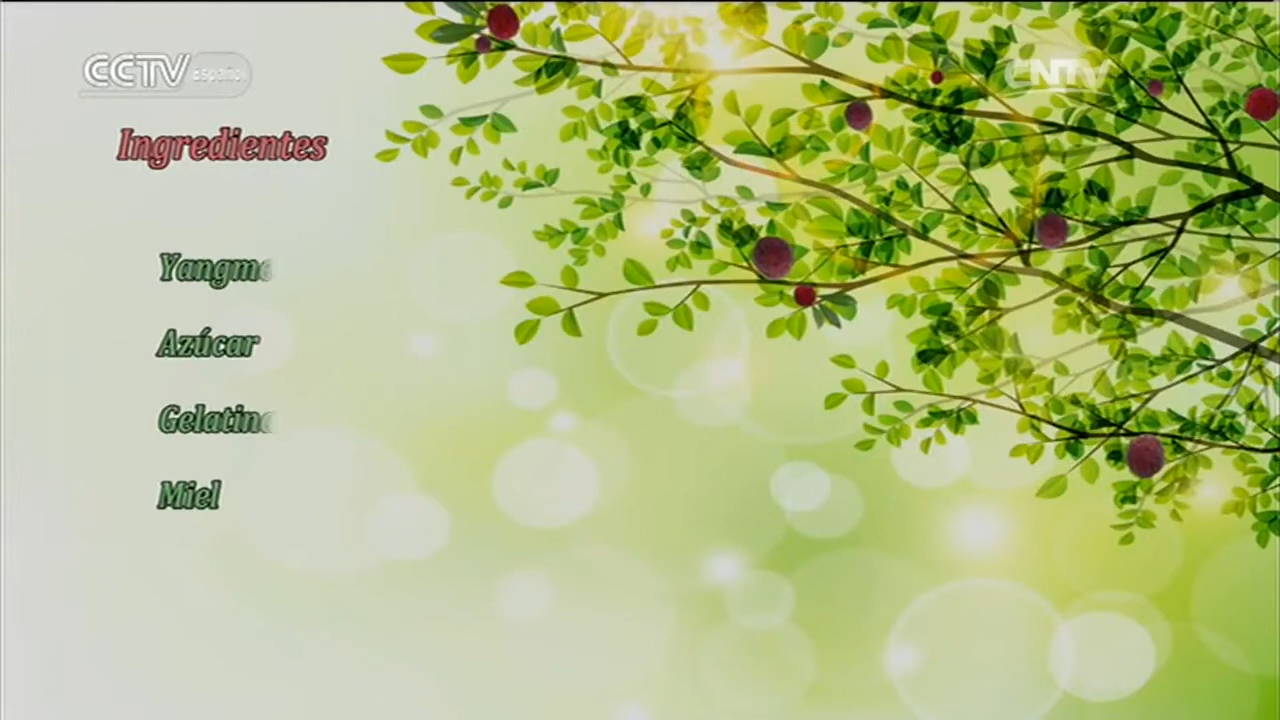 CCTV Español
CNTV
Ingredientes
Yangme
Azúcar
Gelatina
Miel